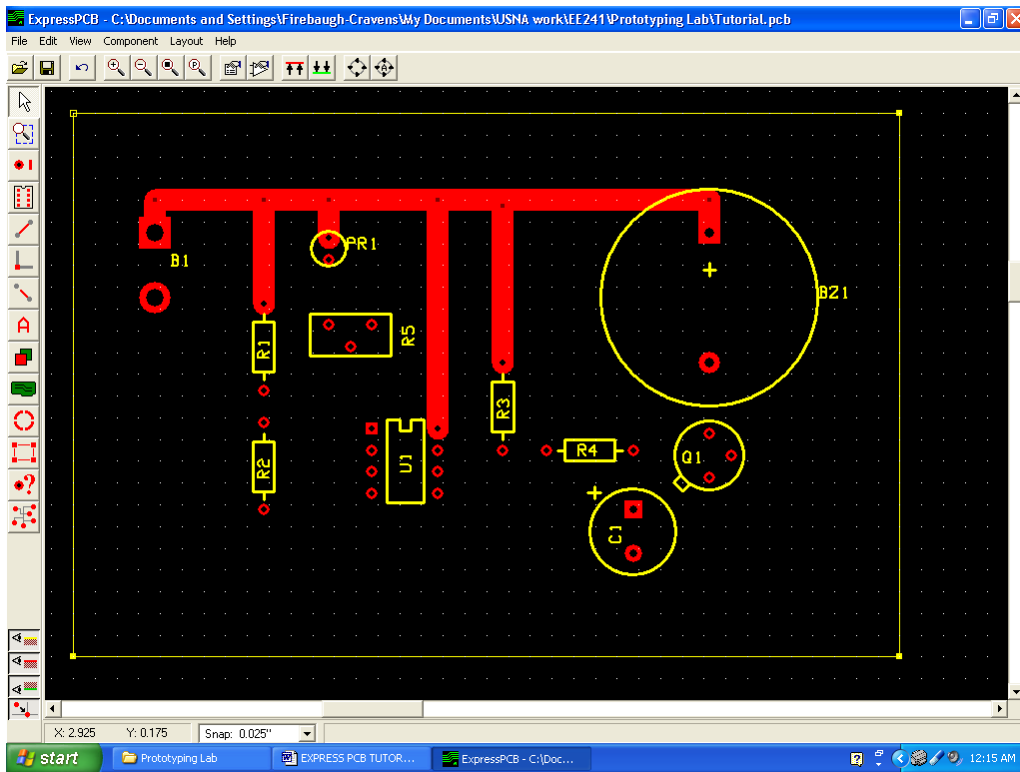 ExpressPCB - C:\Documents and Settings\Firebaugh-Cravens\My Documents\USNA work\EE241\Prototyping Lab\Tutorial.pcb
File Edit View Component Layout Help
B1
PR1
BZ1
R1
R5
R3
R2
U1
R4
Q1
C1
X: 2.925 Y: 0.175 Snap: 0.025"
start Prototyping Lab EXPRESS PCB TUTOR... ExpressPCB - C:\Doc... 12:15 AM